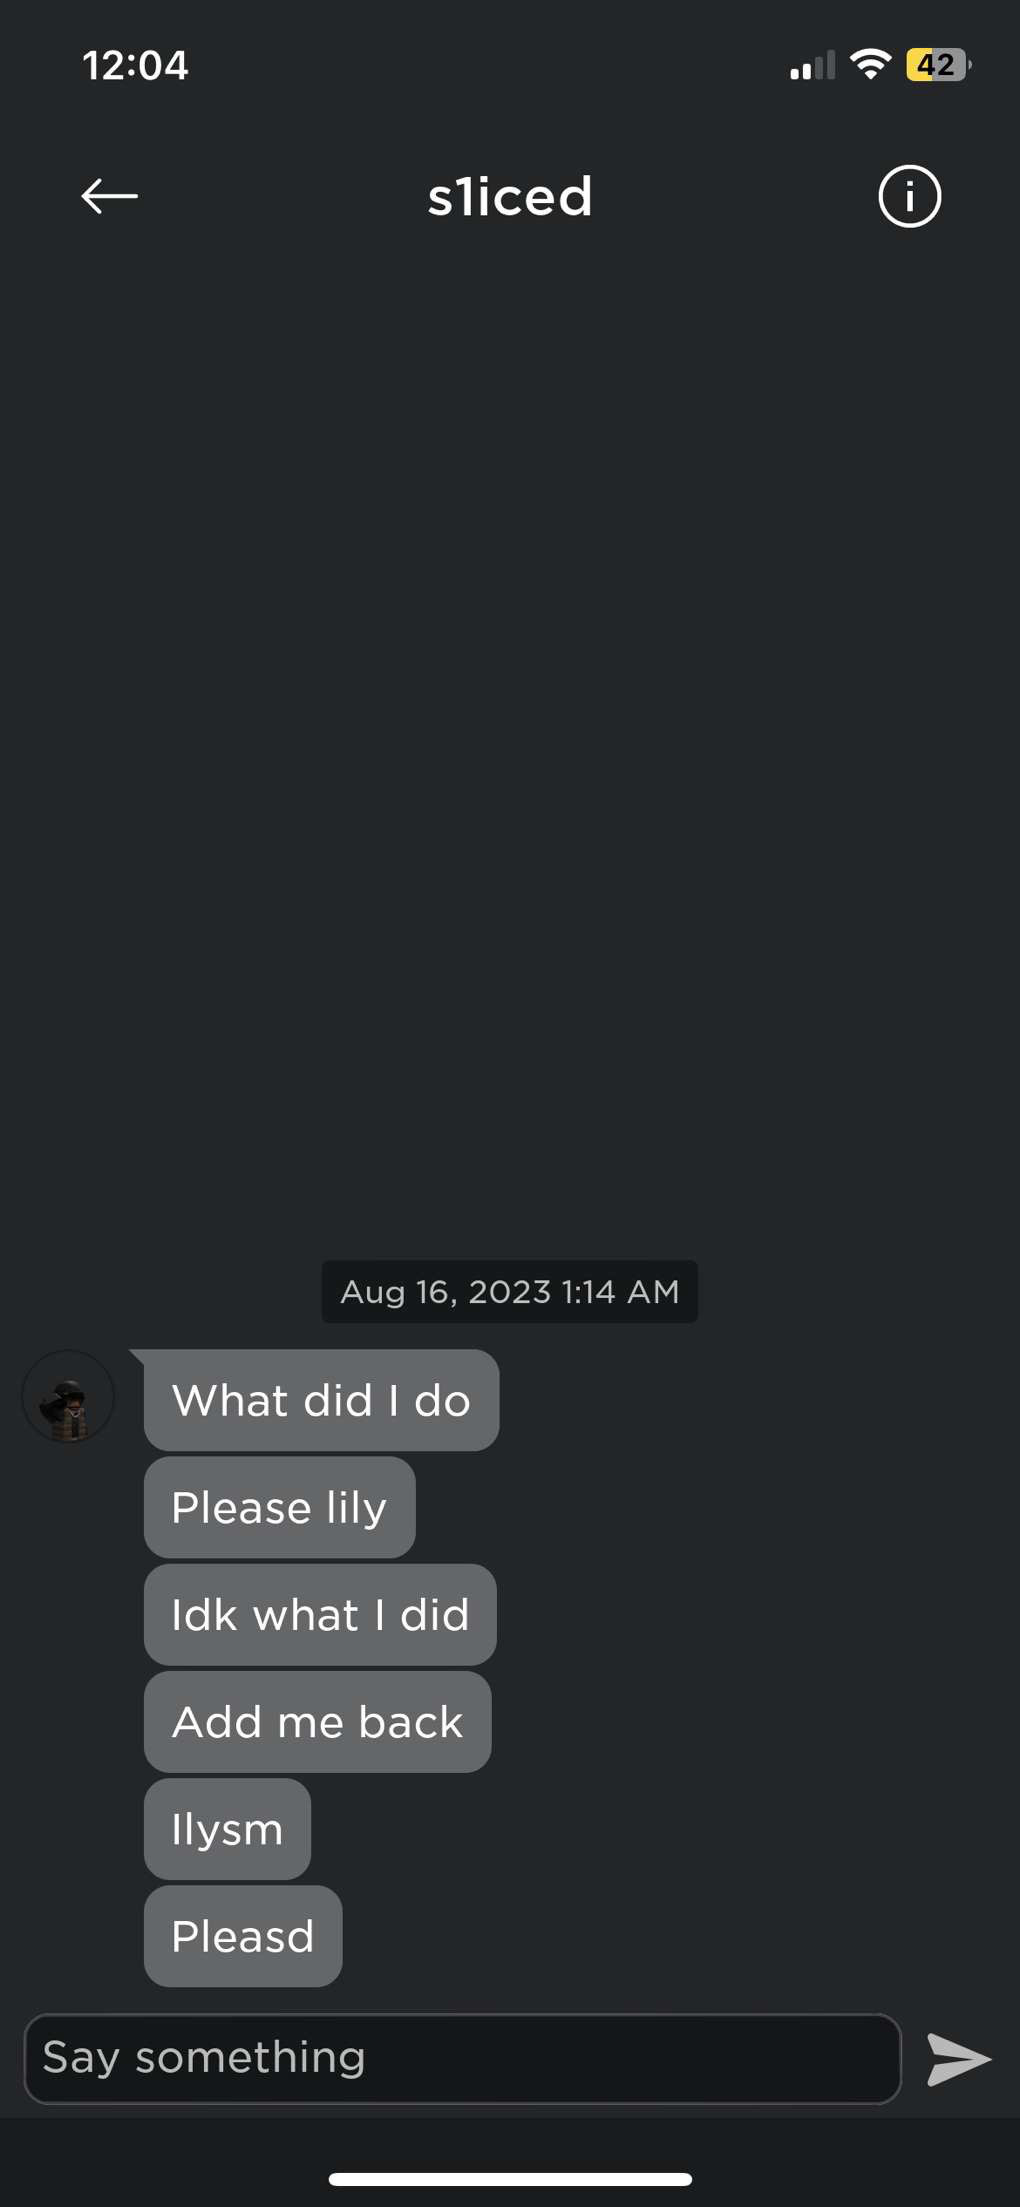 12:04
42
s1iced
Aug 16, 2023 1:14 AM
What did I do
Please lily
Idk what I did
Add me back
Ilysm
Pleasd
Say something